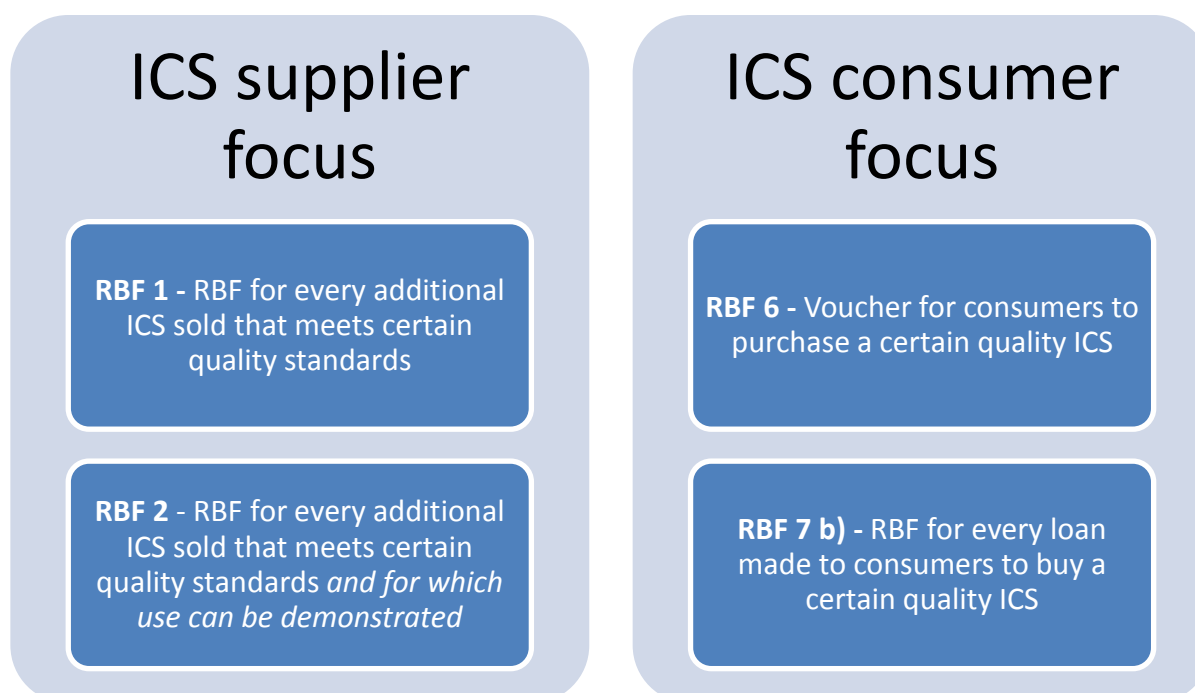 ICS supplier
focus
RBF 1 - RBF for every additional
ICS sold that meets certain
quality standards
RBF 2 - RBF for every additional
ICS sold that meets certain
quality standards and for which
use can be demonstrated
ICS consumer
focus
RBF 6 - Voucher for consumers to
purchase a certain quality ICS
RBF 7 b) - RBF for every loan
made to consumers to buy a
certain quality ICS